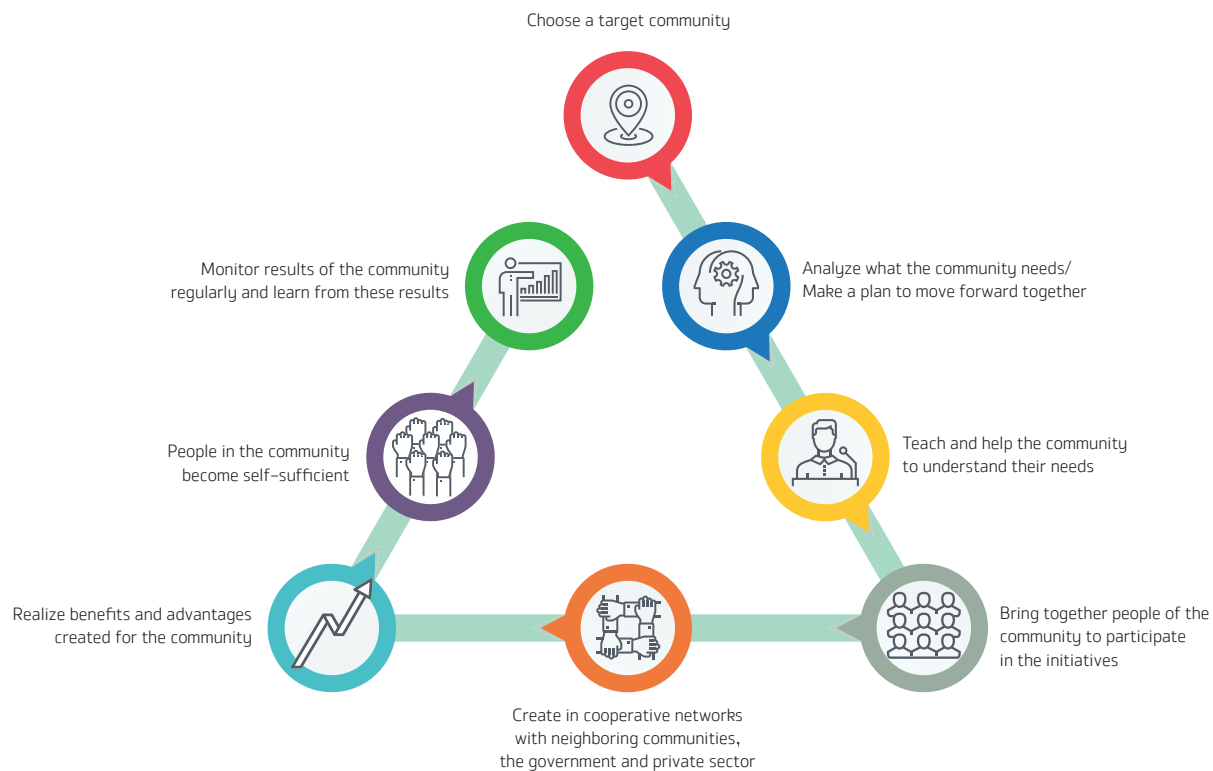 Choose a target community
Analyze what the community needs/
Make a plan to move forward together
Teach and help the community
to understand their needs
Bring together people of the
community to participate
in the initiatives
Create in cooperative networks
with neighboring communities,
the government and private sector
Realize benefits and advantages
created for the community
People in the community
become self-sufficient
Monitor results of the community
regularly and learn from these results